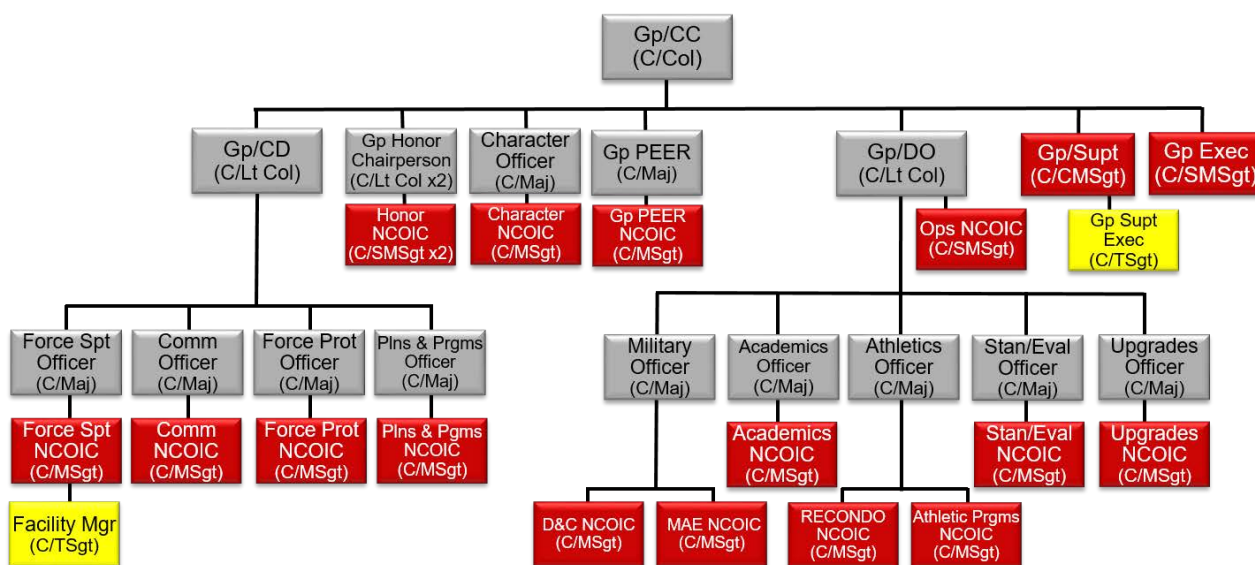 Gp/CC
(C/Col)
Gp/CD
(C/Lt Col)
Gp Honor
Chairperson
(C/Lt Col x2)
Character
Officer
(C/Maj)
Gp PEER
(C/Maj)
Gp/DO
(C/Lt Col)
Gp/Supt
(C/CMSgt)
Gp Exec
(C/SMSgt)
Honor
NCOIC
(C/SMSgt x2)
Character
NCOIC
(C/MSgt)
Gp PEER
NCOIC
(C/MSgt)
Ops NCOIC
(C/SMSgt)
Gp Supt
Exec
(C/TSgt)
Force Spt
Officer
(C/Maj)
Comm
Officer
(C/Maj)
Force Prot
Officer
(C/Maj)
Plns & Prgms
Officer
(C/Maj)
Military
Officer
(C/Maj)
Academics
Officer
(C/Maj)
Athletics
Officer
(C/Maj)
Stan/Eval
Officer
(C/Maj)
Upgrades
Officer
(C/Maj)
Force Spt
NCOIC
(C/MSgt)
Comm
NCOIC
(C/MSgt)
Force Prot
NCOIC
(C/MSgt)
Plns & Pgms
NCOIC
(C/MSgt)
Academics
NCOIC
(C/MSgt)
Stan/Eval
NCOIC
(C/MSgt)
Upgrades
NCOIC
(C/MSgt)
Facility Mgr
(C/TSgt)
D&C NCOIC
(C/MSgt)
MAE NCOIC
(C/MSgt)
RECONDO
NCOIC
(C/MSgt)
Athletic Prgms
NCOIC
(C/MSgt)